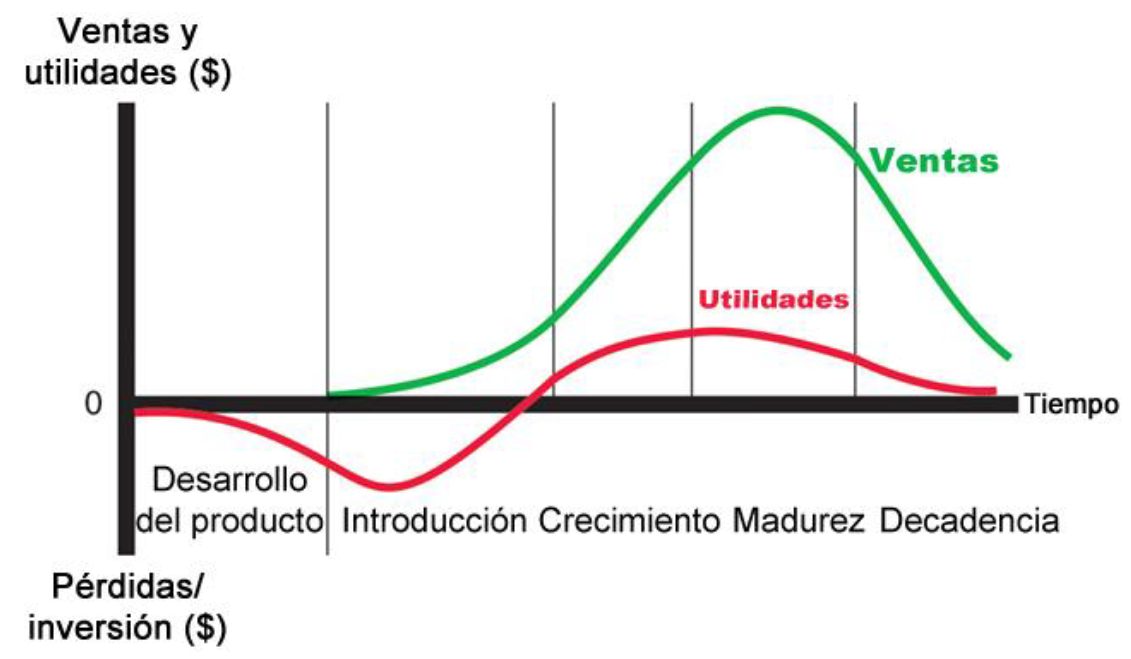 Ventas y
utilidades ($)
Ventas
Utilidades
0
Tiempo
Desarrollo
del producto
Introducción
Crecimiento
Madurez
Decadencia
Pérdidas/
inversión ($)